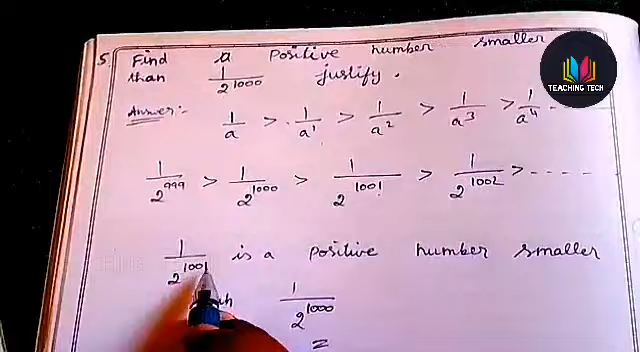 5. Find a Positive number smaller
than 1/2^1000 justify.
TEACHING TECH
Answer:-
1/a > 1/a^1 > 1/a^2 > 1/a^3 > 1/a^4 ..
1/2^999 > 1/2^1000 > 1/2^1001 > 1/2^1002 > -----
1/2^1001 is a positive number smaller
1/2^1000
=